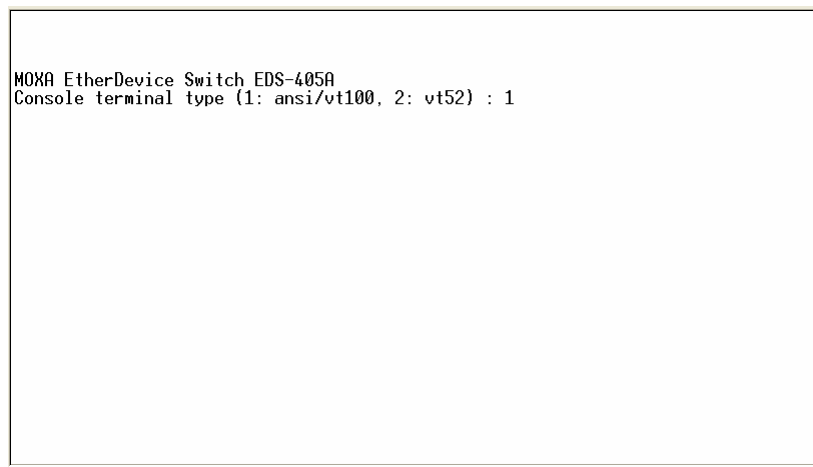 MOXA EtherDevice Switch EDS-405A
Console terminal type (1: ansi/vt100, 2: vt52) : 1